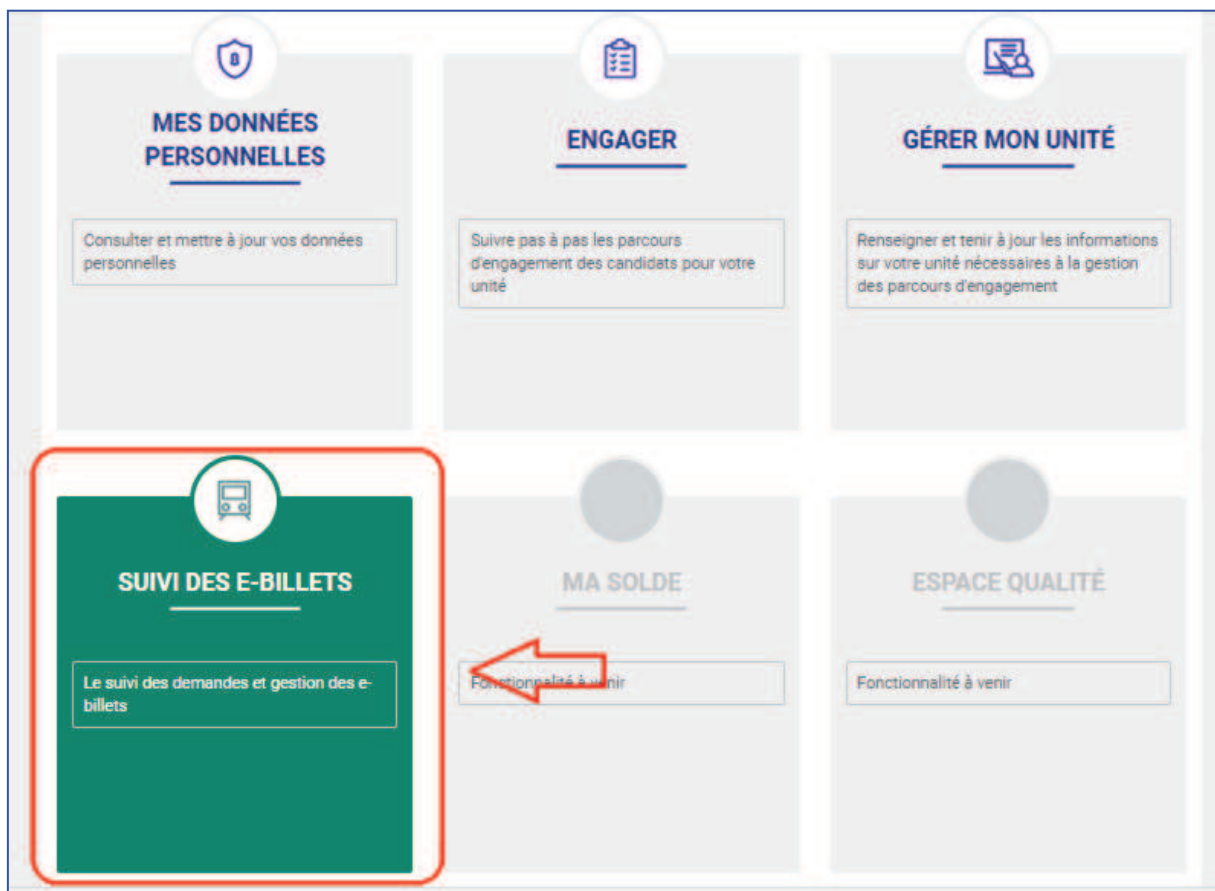 MES DONNÉES
PERSONNELLES
Consulter et mettre à jour vos données
personnelles
ENGAGER
Suivre pas à pas les parcours
d'engagement des candidats pour votre
unité
GÉRER MON UNITÉ
Renseigner et tenir à jour les informations
sur votre unité nécessaires à la gestion
des parcours d'engagement
SUIVI DES E-BILLETS
Le suivi des demandes et gestion des e-
billets
MA SOLDE
Fonctionnalité à venir
ESPACE QUALITÉ
Fonctionnalité à venir